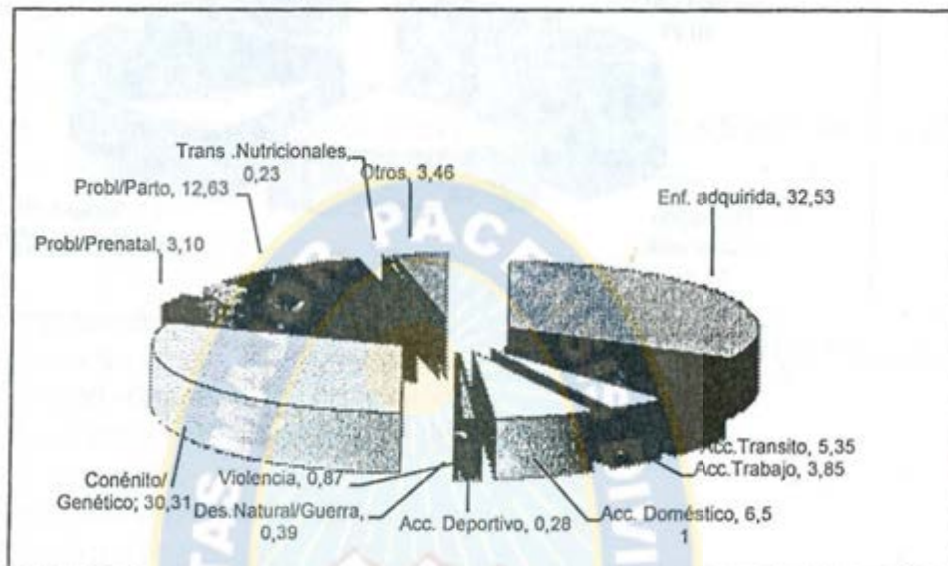 Trans .Nutricionales,
0,23
Otros, 3,46
Probl/Parto, 12,63
Enf. adquirida, 32,53
Probl/Prenatal, 3,10
PACE
TAS
Acc.Transito, 5,35
Acc.Trabajo, 3,85
Conénito/
Genético; 30,31
Violencia, 0,87
Des.Natural/Guerra,
0,39
Acc. Deportivo, 0,28
Acc. Doméstico, 6,5
1